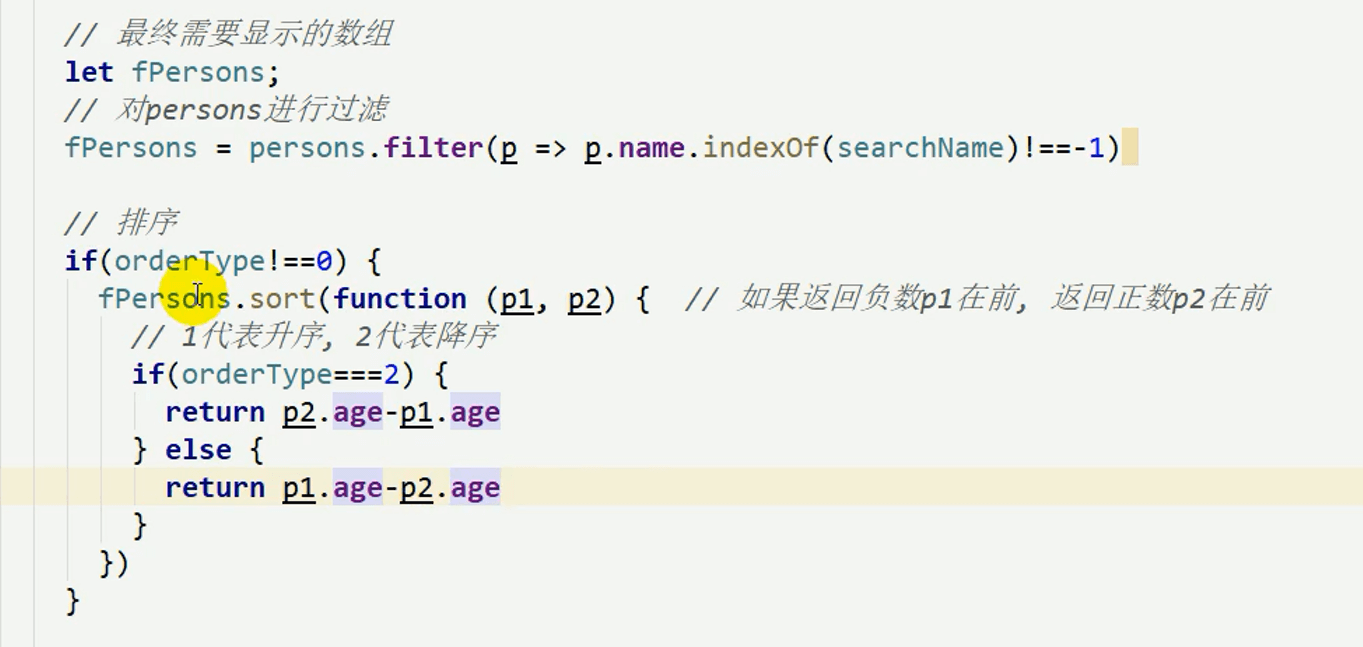 // 最终需要显示的数组
let fPersons;
// 对persons进行过滤
fPersons = persons.filter(p => p.name.indexOf(searchName)!==-1)
// 排序
if(orderType!==0) {
fPersons.sort(function (p1, p2) { // 如果返回负数p1在前, 返回正数p2在前
// 1代表升序, 2代表降序
if(orderType===2) {
return p2.age-p1.age
} else {
return p1.age-p2.age
}
})
}